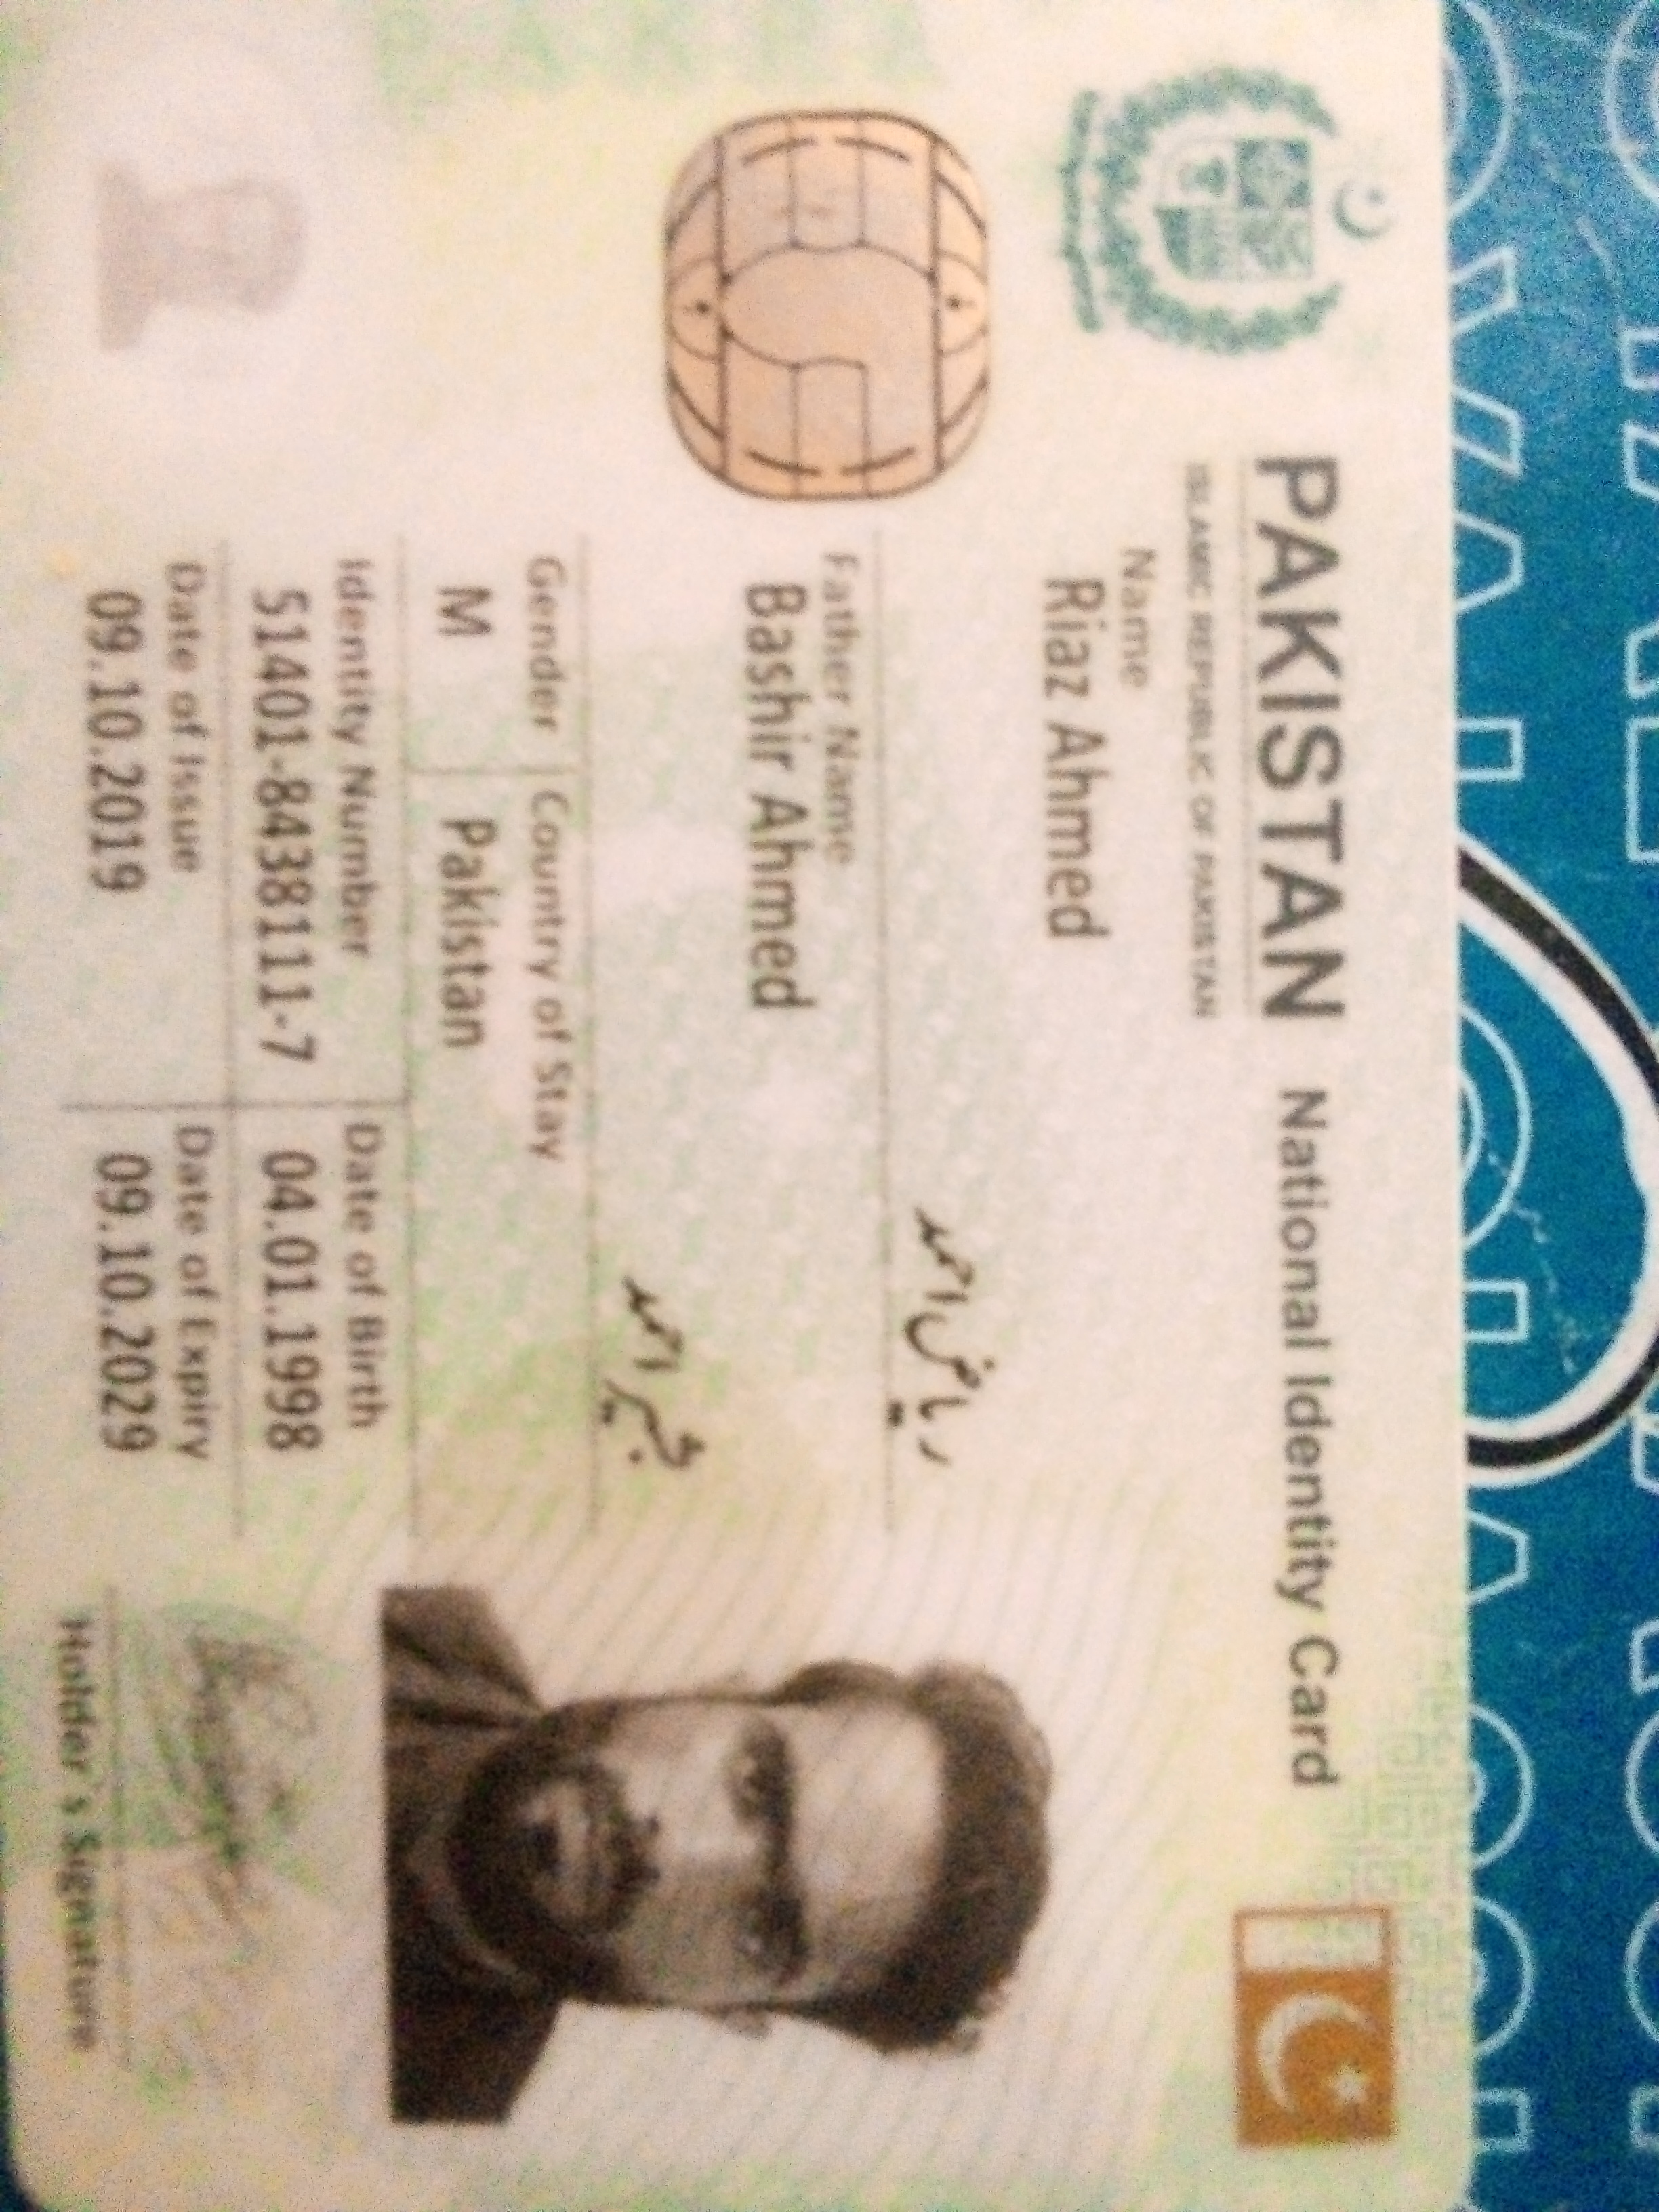 PAKISTAN National Identity Card
ISLAMIC REPUBLIC OF PAKISTAN
Name
Riaz Ahmed
ریاض احمد
Father Name
Bashir Ahmed
بشیر احمد
Gender Country of Stay
M Pakistan
Identity Number Date of Birth
51401-8438111-7 04.01.1998
Date of Issue Date of Expiry
09.10.2019 09.10.2029
Holder's Signature